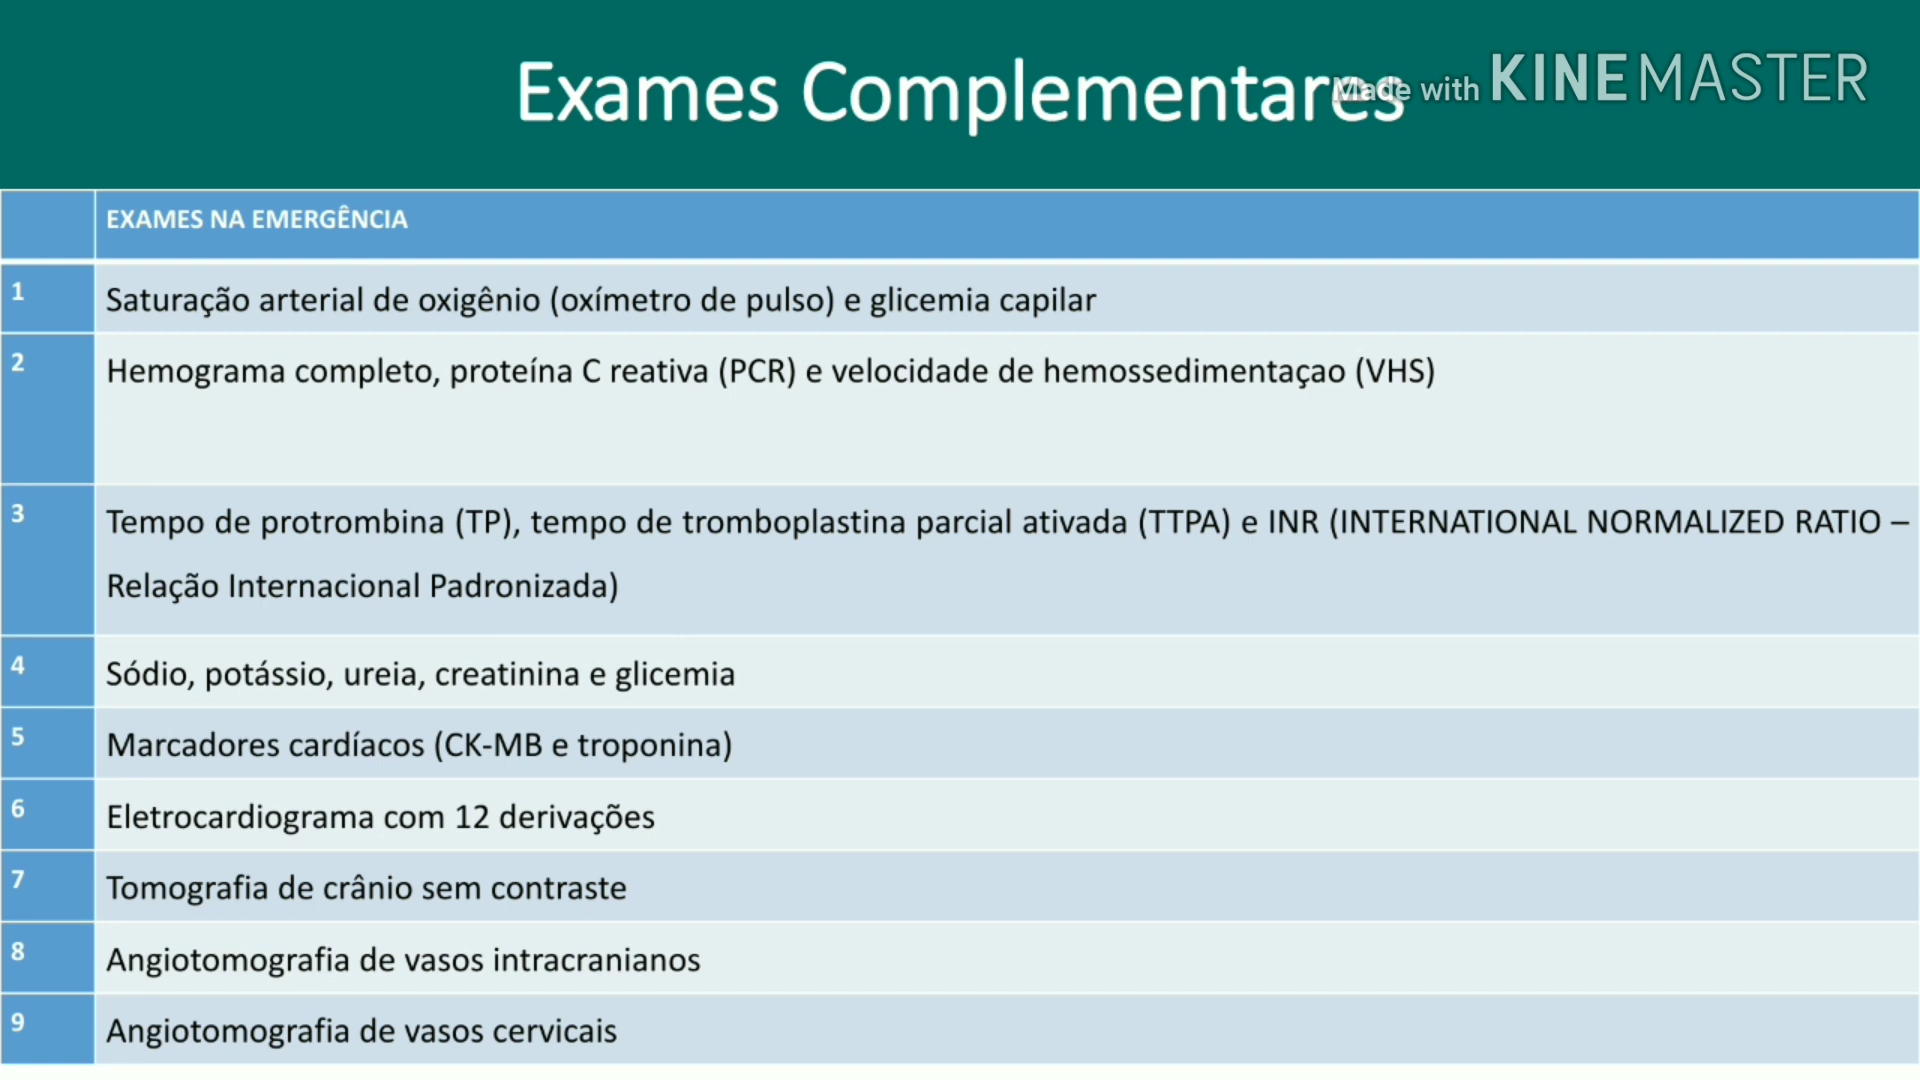 Exames Complementares
Made with KINEMASTER
EXAMES NA EMERGÊNCIA
1 Saturação arterial de oxigênio (oxímetro de pulso) e glicemia capilar
2 Hemograma completo, proteína C reativa (PCR) e velocidade de hemossedimentaçao (VHS)
3 Tempo de protrombina (TP), tempo de tromboplastina parcial ativada (TTPA) e INR (INTERNATIONAL NORMALIZED RATIO –
Relação Internacional Padronizada)
4 Sódio, potássio, ureia, creatinina e glicemia
5 Marcadores cardíacos (CK-MB e troponina)
6 Eletrocardiograma com 12 derivações
7 Tomografia de crânio sem contraste
8 Angiotomografia de vasos intracranianos
9 Angiotomografia de vasos cervicais